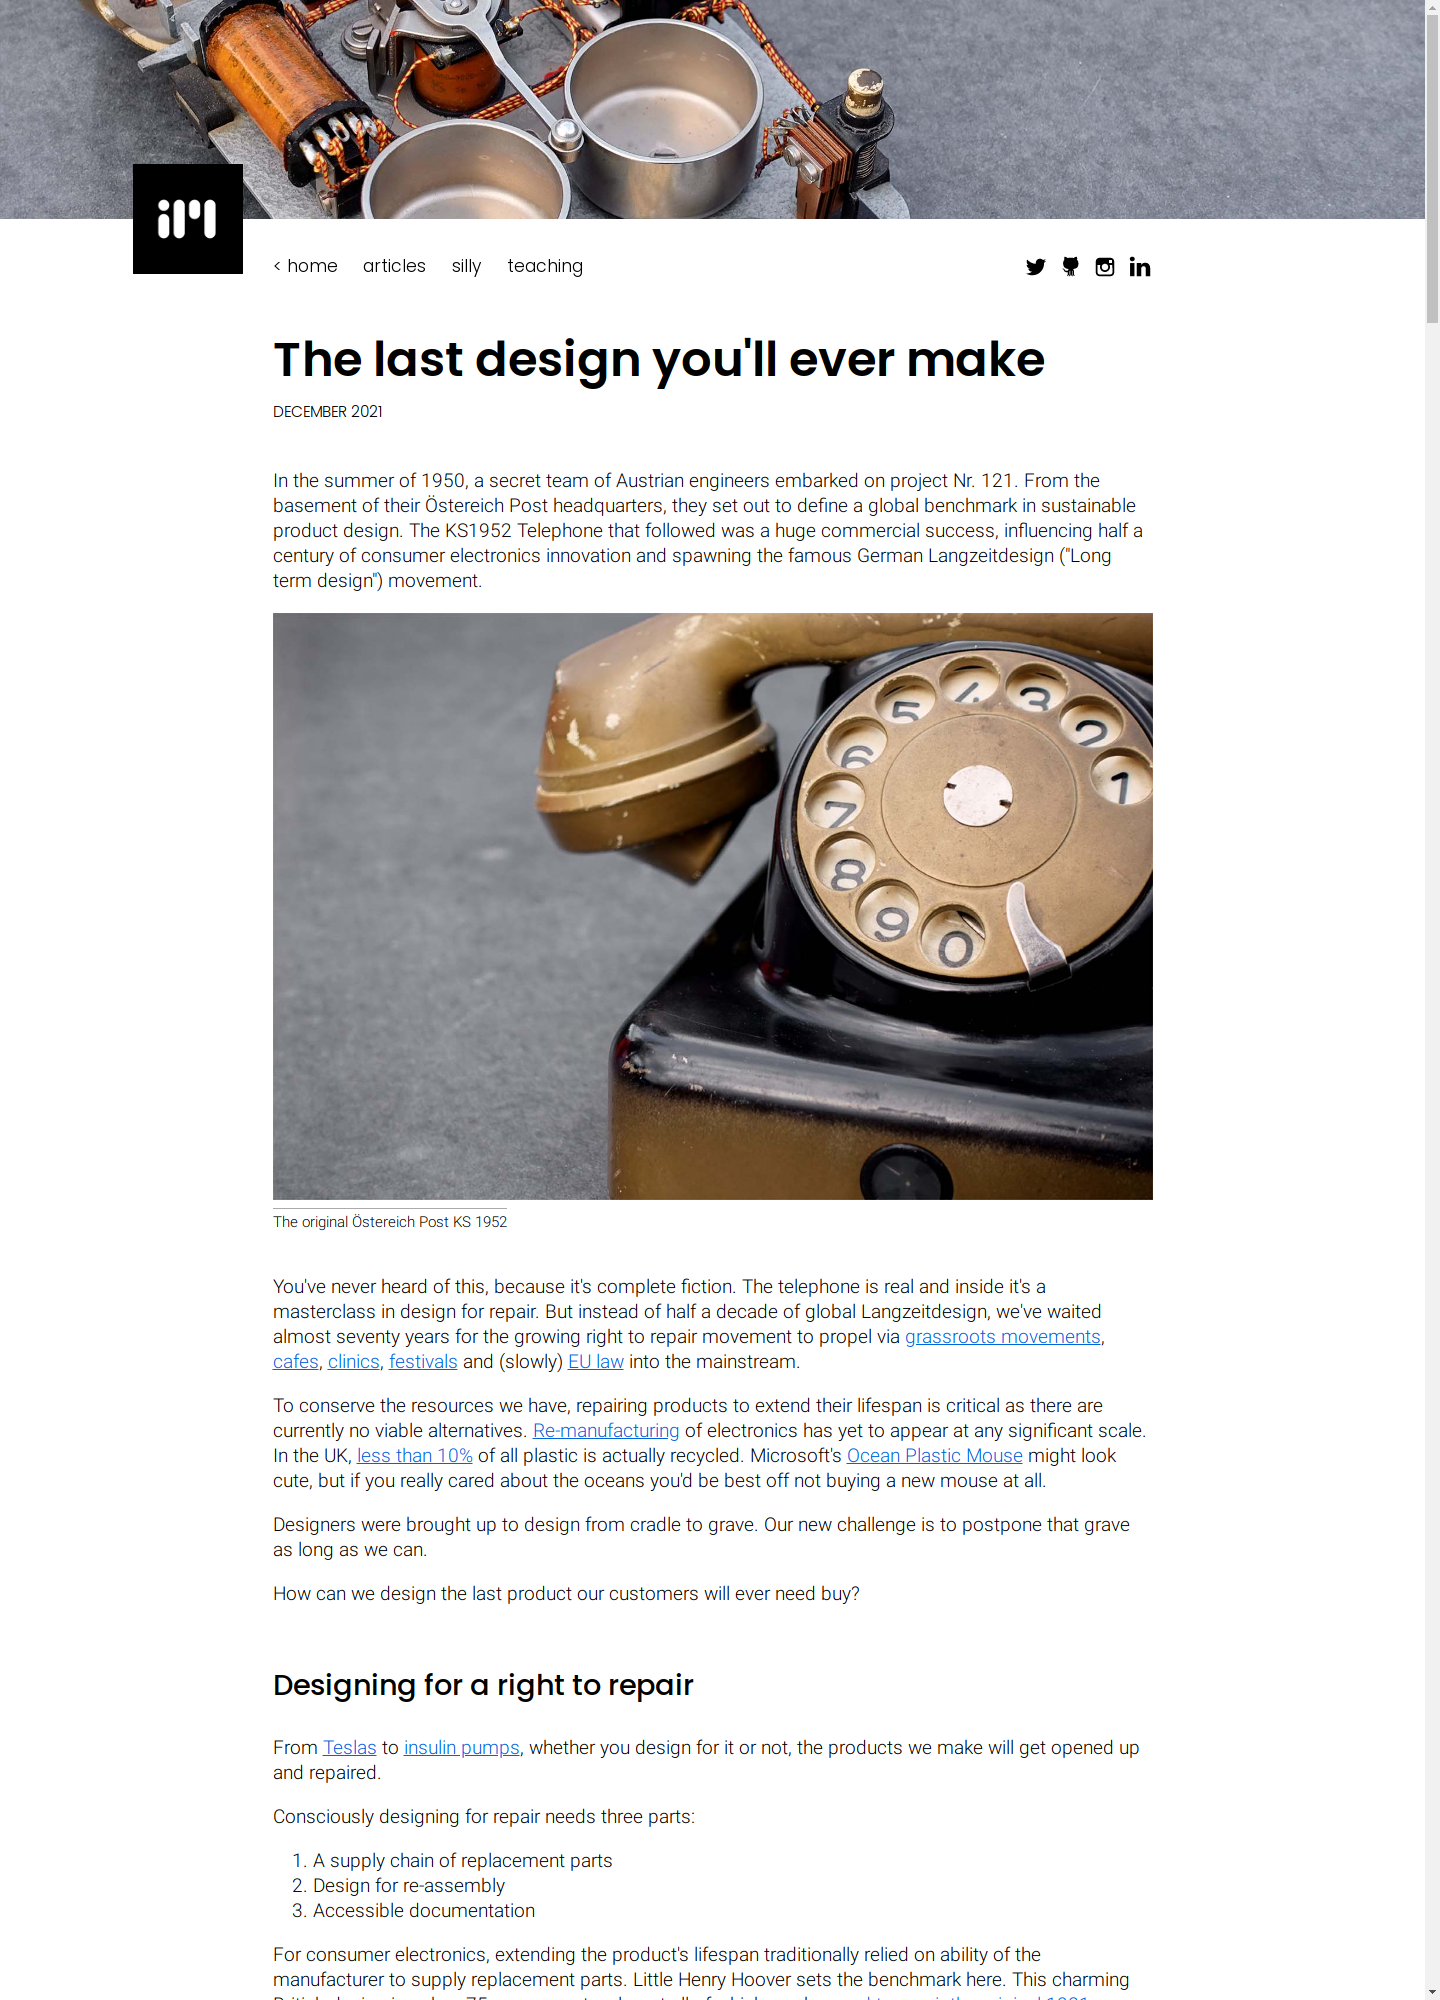 iM
< home articles silly teaching
The last design you'll ever make
DECEMBER 2021
In the summer of 1950, a secret team of Austrian engineers embarked on project Nr. 121. From the
basement of their Östereich Post headquarters, they set out to define a global benchmark in sustainable
product design. The KS1952 Telephone that followed was a huge commercial success, influencing half a
century of consumer electronics innovation and spawning the famous German Langzeitdesign ("Long
term design") movement.
5 4 3 2 1
6
7
8
9 0
The original Östereich Post KS 1952
You've never heard of this, because it's complete fiction. The telephone is real and inside it's a
masterclass in design for repair. But instead of half a decade of global Langzeitdesign, we've waited
almost seventy years for the growing right to repair movement to propel via grassroots movements,
cafes, clinics, festivals and (slowly) EU law into the mainstream.
To conserve the resources we have, repairing products to extend their lifespan is critical as there are
currently no viable alternatives. Re-manufacturing of electronics has yet to appear at any significant scale.
In the UK, less than 10% of all plastic is actually recycled. Microsoft's Ocean Plastic Mouse might look
cute, but if you really cared about the oceans you'd be best off not buying a new mouse at all.
Designers were brought up to design from cradle to grave. Our new challenge is to postpone that grave
as long as we can.
How can we design the last product our customers will ever need buy?
Designing for a right to repair
From Teslas to insulin pumps, whether you design for it or not, the products we make will get opened up
and repaired.
Consciously designing for repair needs three parts:
1. A supply chain of replacement parts
2. Design for re-assembly
3. Accessible documentation
For consumer electronics, extending the product's lifespan traditionally relied on ability of the
manufacturer to supply replacement parts. Little Henry Hoover sets the benchmark here. This charming